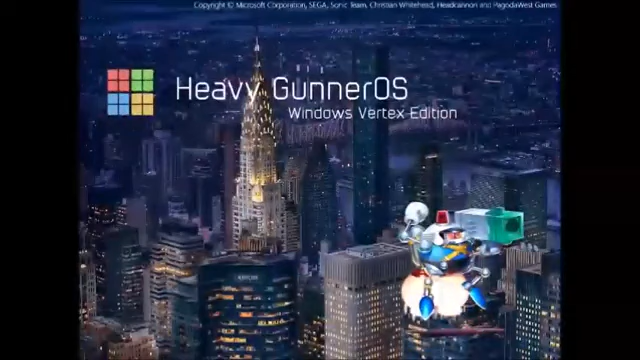 Copyright © Microsoft Corporation, SEGA, Sonic Team, Christian Whitehead, Headcannon and PagodaWest Games
Heavy GunnerOS
Windows Vertex Edition